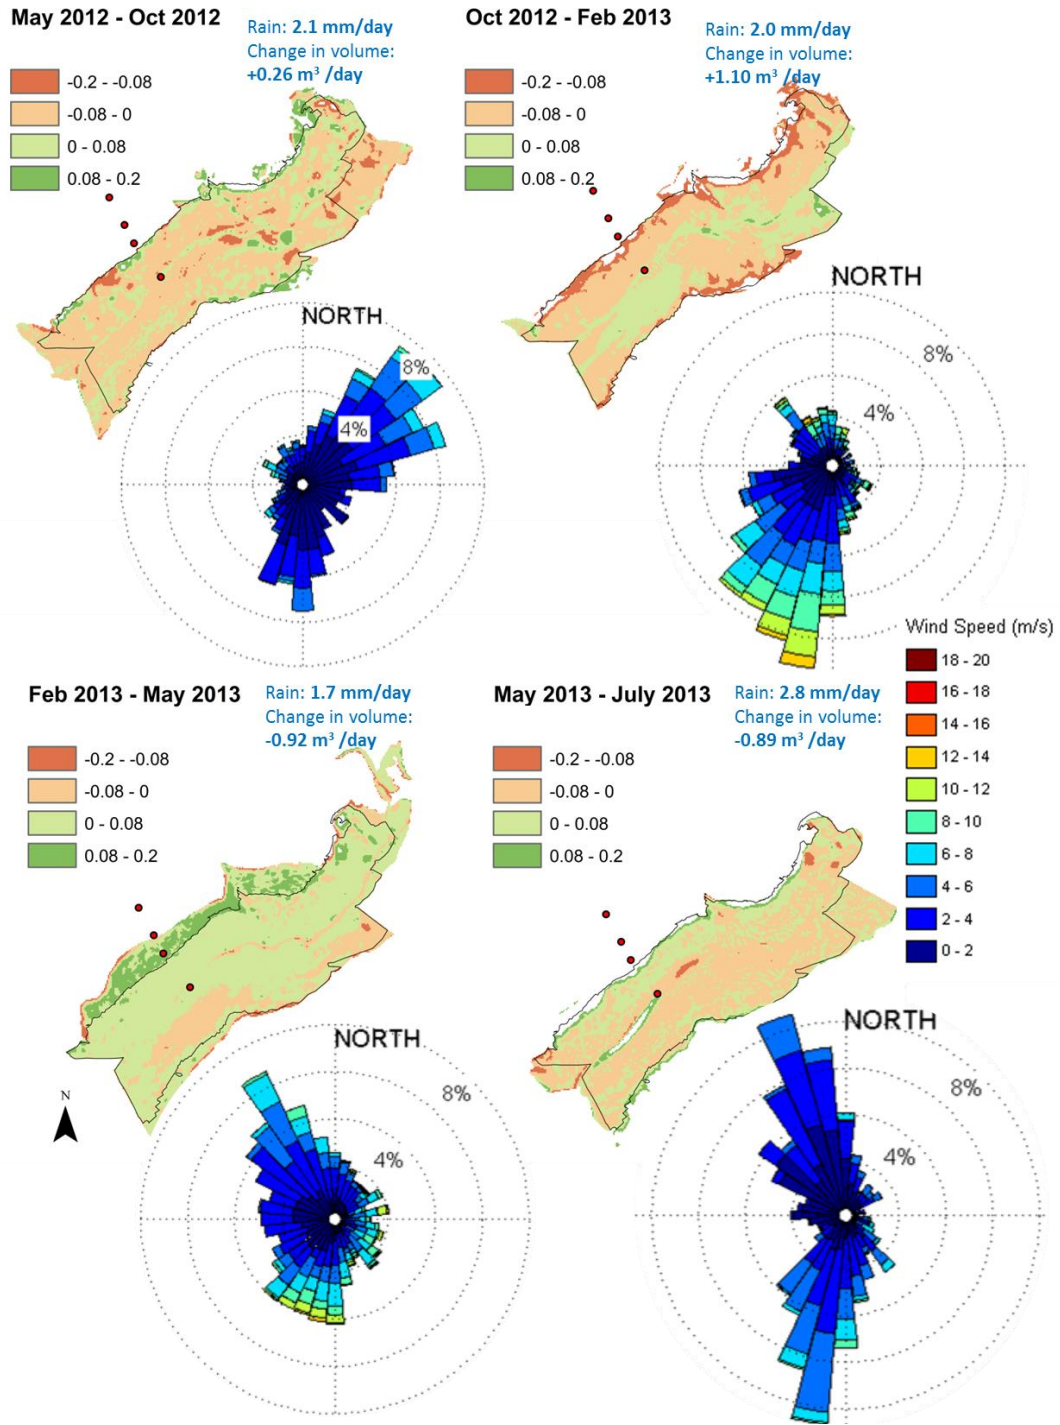 May 2012 - Oct 2012
Rain: 2.1 mm/day
Change in volume:
+0.26 m³ /day
-0.2 - -0.08
-0.08 - 0
0 - 0.08
0.08 - 0.2
NORTH
8%
4%
Oct 2012 - Feb 2013
Rain: 2.0 mm/day
Change in volume:
+1.10 m³ /day
-0.2 - -0.08
-0.08 - 0
0 - 0.08
0.08 - 0.2
NORTH
8%
4%
Wind Speed (m/s)
18 - 20
16 - 18
14 - 16
12 - 14
10 - 12
8 - 10
6 - 8
4 - 6
2 - 4
0 - 2
Feb 2013 - May 2013
Rain: 1.7 mm/day
Change in volume:
-0.92 m³ /day
-0.2 - -0.08
-0.08 - 0
0 - 0.08
0.08 - 0.2
N
NORTH
8%
4%
May 2013 - July 2013
Rain: 2.8 mm/day
Change in volume:
-0.89 m³ /day
-0.2 - -0.08
-0.08 - 0
0 - 0.08
0.08 - 0.2
NORTH
8%
4%